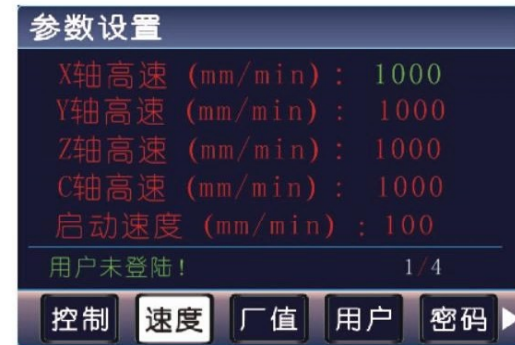 参数设置
X轴高速 (mm/min) : 1000
Y轴高速 (mm/min) : 1000
Z轴高速 (mm/min) : 1000
C轴高速 (mm/min) : 1000
启动速度 (mm/min) : 100
用户未登陆! 1/4
控制 速度 厂值 用户 密码